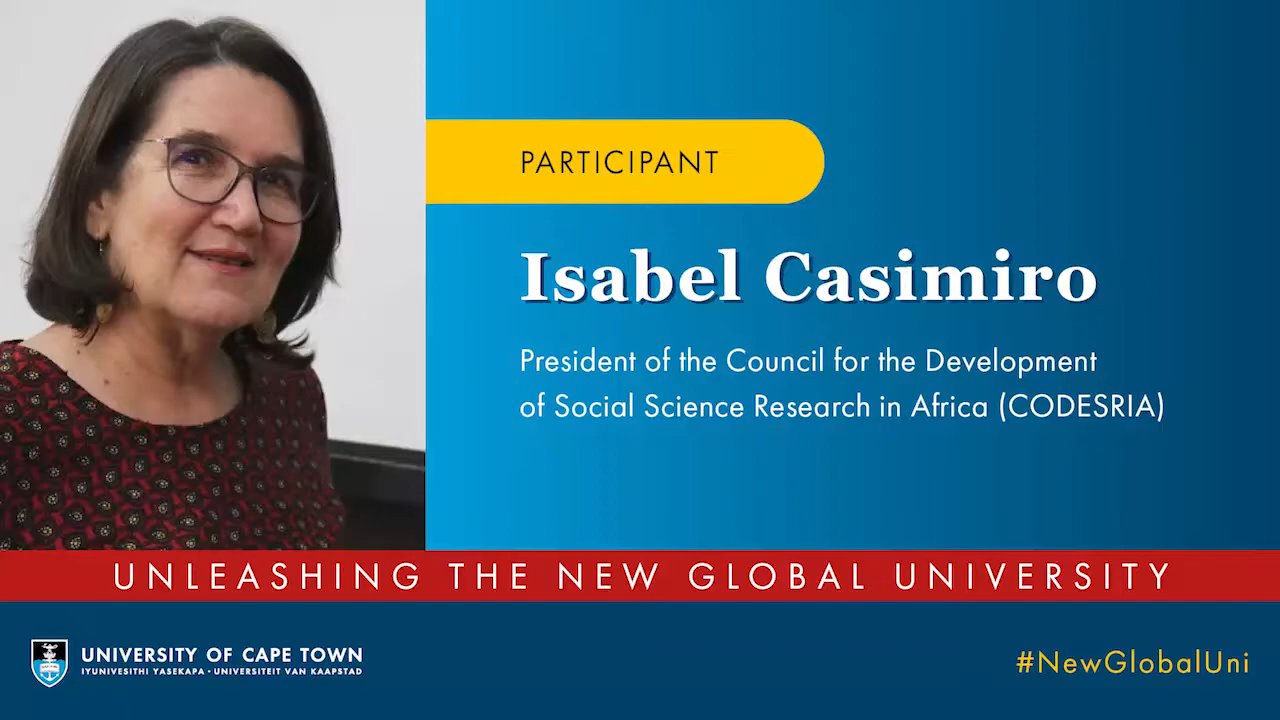 PARTICIPANT
Isabel Casimiro
President of the Council for the Development
of Social Science Research in Africa (CODESRIA)
UNLEASHING THE NEW GLOBAL UNIVERSITY
UNIVERSITY OF CAPE TOWN
IYUNIVESITHI YASEKAPA • UNIVERSITEIT VAN KAAPSTAD
#NewGlobalUni